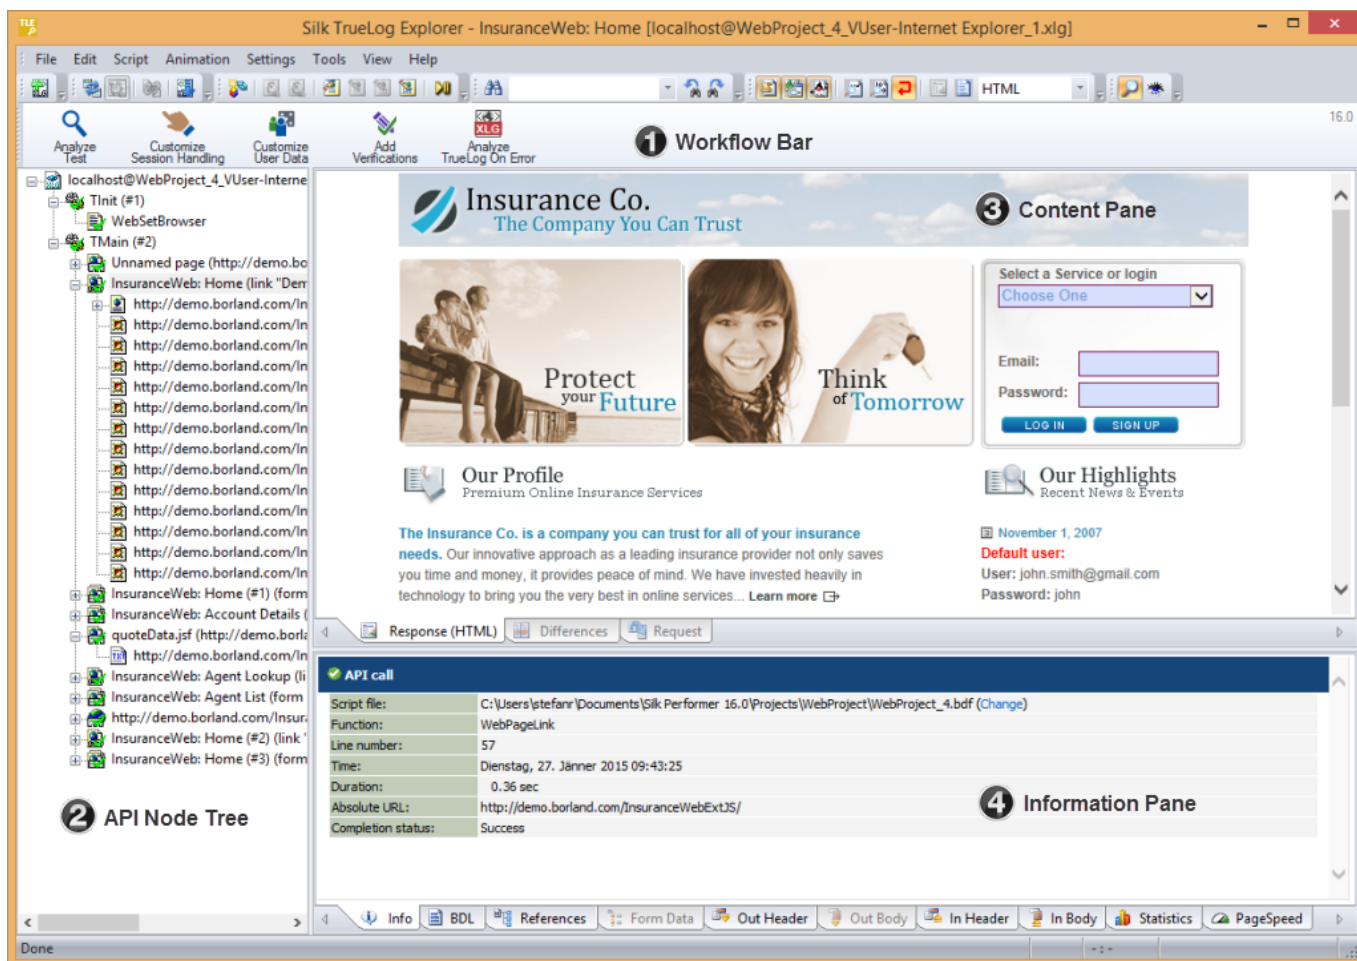 TLE
Silk TrueLog Explorer - InsuranceWeb: Home [localhost@WebProject_4_VUser-Internet Explorer_1.xlg]
File Edit Script Animation Settings Tools View Help
HTML
16.0
Analyze Test
Customize Session Handling
Customize User Data
Add Verifications
XLG
Analyze TrueLog On Error
1 Workflow Bar
localhost@WebProject_4_VUser-Interne
TInit (#1)
WebSetBrowser
TMain (#2)
Unnamed page (http://demo.bo
InsuranceWeb: Home (link "Dem
http://demo.borland.com/In
http://demo.borland.com/In
http://demo.borland.com/In
http://demo.borland.com/In
http://demo.borland.com/In
http://demo.borland.com/In
http://demo.borland.com/In
http://demo.borland.com/In
http://demo.borland.com/In
http://demo.borland.com/In
http://demo.borland.com/In
http://demo.borland.com/In
http://demo.borland.com/In
http://demo.borland.com/In
InsuranceWeb: Home (#1) (form
InsuranceWeb: Account Details (
quoteData.jsf (http://demo.borla
TXT
http://demo.borland.com/In
InsuranceWeb: Agent Lookup (li
InsuranceWeb: Agent List (form
http://demo.borland.com/Insur
InsuranceWeb: Home (#2) (link '
InsuranceWeb: Home (#3) (form
2 API Node Tree
Insurance Co.
The Company You Can Trust
3 Content Pane
Protect
your Future
Think
of Tomorrow
Select a Service or login
Choose One
Email:
Password:
LOG IN SIGN UP
Our Profile
Premium Online Insurance Services
The Insurance Co. is a company you can trust for all of your insurance
needs. Our innovative approach as a leading insurance provider not only saves
you time and money, it provides peace of mind. We have invested heavily in
technology to bring you the very best in online services... Learn more
Our Highlights
Recent News & Events
November 1, 2007
Default user:
User: john.smith@gmail.com
Password: john
Response (HTML) Differences Request
API call
Script file: C:\Users\stefanr\Documents\Silk Performer 16.0\Projects\WebProject\WebProject_4.bdf (Change)
Function: WebPageLink
Line number: 57
Time: Dienstag, 27. Jänner 2015 09:43:25
Duration: 0.36 sec
Absolute URL: http://demo.borland.com/InsuranceWebExtJS/
Completion status: Success
4 Information Pane
Info BDL References Form Data Out Header Out Body In Header In Body Statistics PageSpeed
Done
-:-